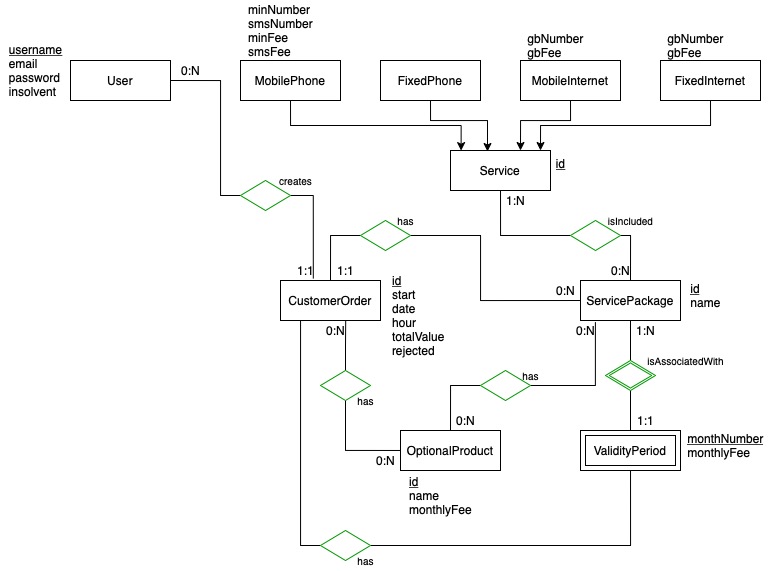 minNumber
smsNumber
minFee
smsFee
username
email
password
insolvent
User
0:N
MobilePhone
FixedPhone
gbNumber
gbFee
MobileInternet
gbNumber
gbFee
FixedInternet
Service
id
1:N
creates
has
isIncluded
1:1
1:1
0:N
0:N
CustomerOrder
id
start
date
hour
totalValue
rejected
ServicePackage
id
name
0:N
0:N
1:N
isAssociatedWith
has
has
0:N
1:1
0:N
OptionalProduct
id
name
monthlyFee
ValidityPeriod
monthNumber
monthlyFee
has